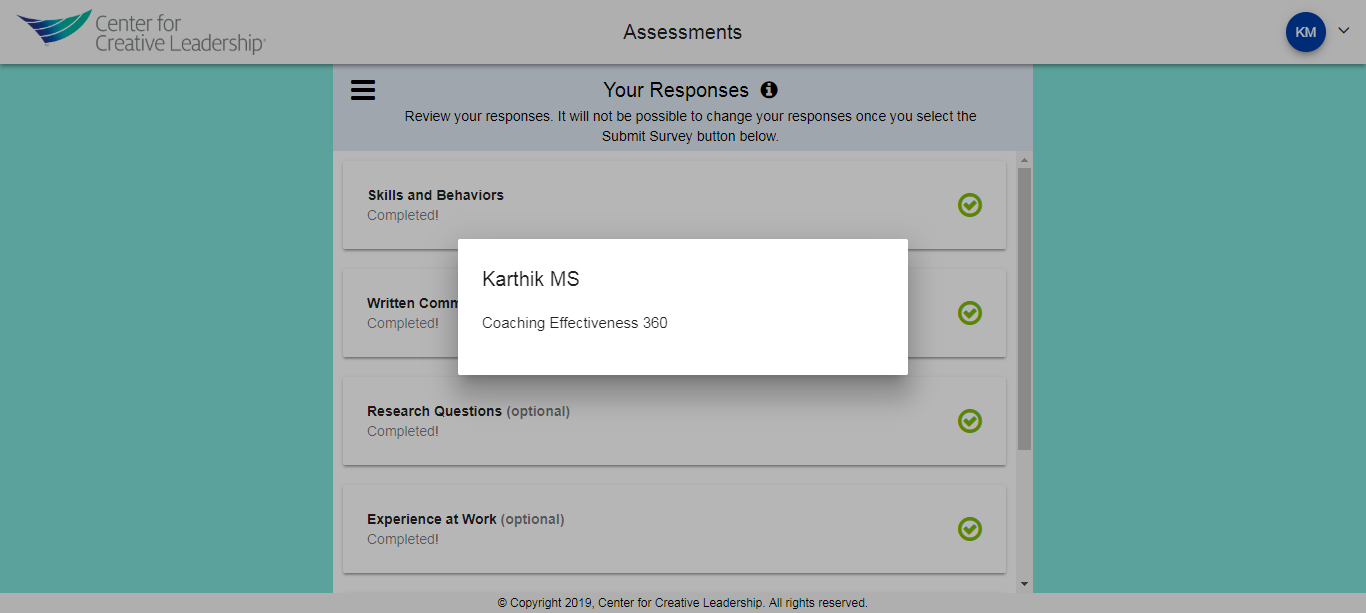 Center for
Creative Leadership®
Assessments
KM
Your Responses
Review your responses. It will not be possible to change your responses once you select the
Submit Survey button below.
Skills and Behaviors
Completed!
Written Comm
Completed!
Karthik MS
Coaching Effectiveness 360
Research Questions (optional)
Completed!
Experience at Work (optional)
Completed!
© Copyright 2019, Center for Creative Leadership. All rights reserved.